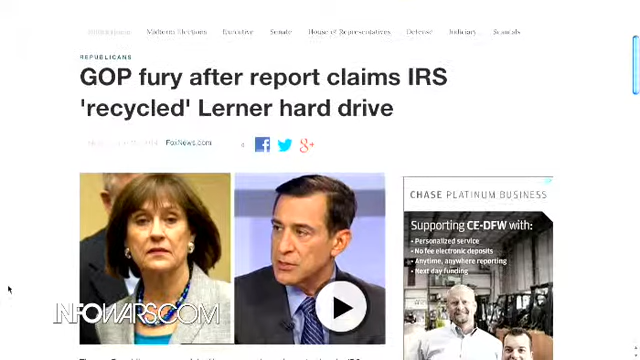 Midterm Elections Executive Senate House of Representatives Defense Judiciary Scandals
REPUBLICANS
GOP fury after report claims IRS
'recycled' Lerner hard drive
FoxNews.com
CHASE PLATINUM BUSINESS
Supporting CE-DFW with:
• Personalized service
• No fee electronic deposits
• Anytime, anywhere reporting
• Next day funding
INFOWARS.COM